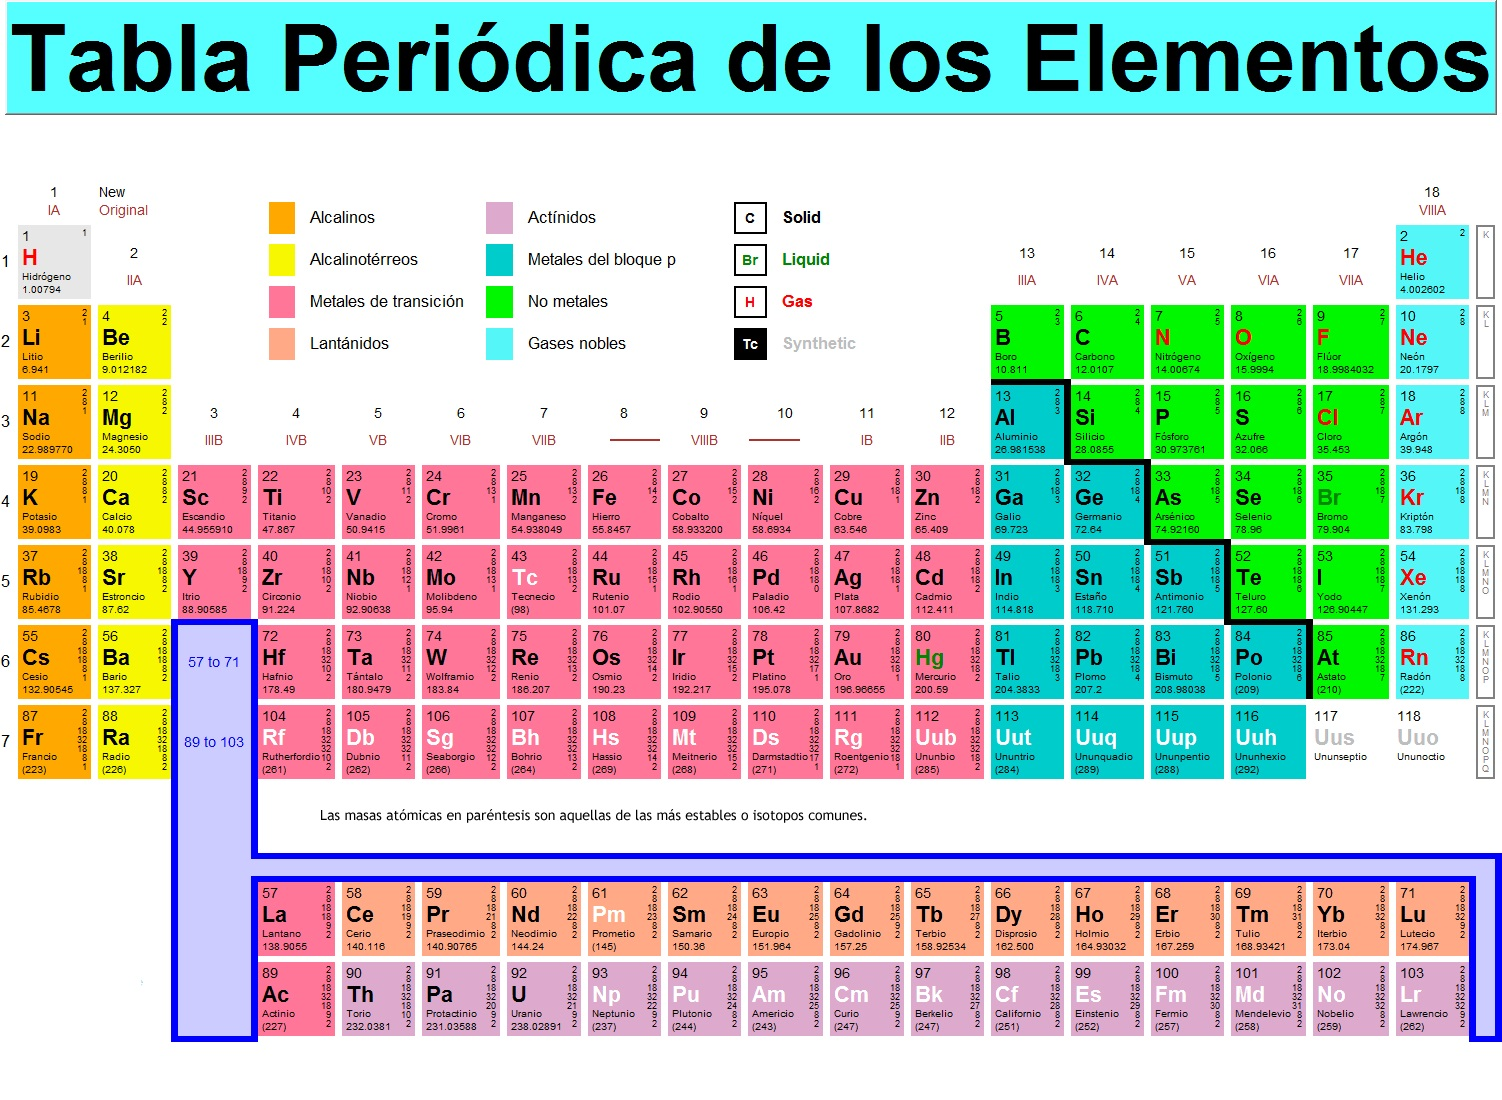 Tabla Periódica de los Elementos
1 New 18
IA Original VIIIA
Alcalinos Actínidos C Solid
Alcalinotérreos Metales del bloque p Br Liquid
Metales de transición No metales H Gas
Lantánidos Gases nobles Tc Synthetic
2 13 14 15 16 17
IIA IIIA IVA VA VIA VIIA
3 4 5 6 7 8 9 10 11 12
IIIB IVB VB VIB VIIB VIIIB IB IIB
1
1 1 2 2
H He K
Hidrógeno Helio
1.00794 4.002602
2
3 4 5 6 7 8 9 10
Li Be B C N O F Ne K L
Litio Berilio Boro Carbono Nitrógeno Oxígeno Flúor Neón
6.941 9.012182 10.811 12.0107 14.00674 15.9994 18.9984032 20.1797
3
11 12 13 14 15 16 17 18
Na Mg Al Si P S Cl Ar K L M
Sodio Magnesio Aluminio Silicio Fósforo Azufre Cloro Argón
22.989770 24.3050 26.981538 28.0855 30.973761 32.066 35.453 39.948
4
19 20 21 22 23 24 25 26 27 28 29 30 31 32 33 34 35 36
K Ca Sc Ti V Cr Mn Fe Co Ni Cu Zn Ga Ge As Se Br Kr K L M N
Potasio Calcio Escandio Titanio Vanadio Cromo Manganeso Hierro Cobalto Níquel Cobre Zinc Galio Germanio Arsénico Selenio Bromo Kriptón
39.0983 40.078 44.955910 47.867 50.9415 51.9961 54.938049 55.8457 58.933200 58.6934 63.546 65.409 69.723 72.64 74.92160 78.96 79.904 83.798
5
37 38 39 40 41 42 43 44 45 46 47 48 49 50 51 52 53 54
Rb Sr Y Zr Nb Mo Tc Ru Rh Pd Ag Cd In Sn Sb Te I Xe K L M N O
Rubidio Estroncio Itrio Circonio Niobio Molibdeno Tecnecio Rutenio Rodio Paladio Plata Cadmio Indio Estaño Antimonio Teluro Yodo Xenón
85.4678 87.62 88.90585 91.224 92.90638 95.94 (98) 101.07 102.90550 106.42 107.8682 112.411 114.818 118.710 121.760 127.60 126.90447 131.293
6
55 56 57 to 71 72 73 74 75 76 77 78 79 80 81 82 83 84 85 86
Cs Ba Hf Ta W Re Os Ir Pt Au Hg Tl Pb Bi Po At Rn K L M N O P
Cesio Bario Hafnio Tántalo Wolframio Renio Osmio Iridio Platino Oro Mercurio Talio Plomo Bismuto Polonio Astato Radón
132.90545 137.327 178.49 180.9479 183.84 186.207 190.23 192.217 195.078 196.96655 200.59 204.3833 207.2 208.98038 (209) (210) (222)
7
87 88 89 to 103 104 105 106 107 108 109 110 111 112 113 114 115 116 117 118
Fr Ra Rf Db Sg Bh Hs Mt Ds Rg Uub Uut Uuq Uup Uuh Uus Uuo K L M N O P Q
Francio Radio Rutherfordio Dubnio Seaborgio Bohrio Hassio Meitnerio Darmstadtio Roentgenio Ununbio Ununtrio Ununquadio Ununpentio Ununhexio Ununseptio Ununoctio
(223) (226) (261) (262) (266) (264) (269) (268) (271) (272) (285) (284) (289) (288) (292)
Las masas atómicas en paréntesis son aquellas de las más estables o isotopos comunes.
57 58 59 60 61 62 63 64 65 66 67 68 69 70 71
La Ce Pr Nd Pm Sm Eu Gd Tb Dy Ho Er Tm Yb Lu
Lantano Cerio Praseodimio Neodimio Prometio Samario Europio Gadolinio Terbio Disprosio Holmio Erbio Tulio Iterbio Lutecio
138.9055 140.116 140.90765 144.24 (145) 150.36 151.964 157.25 158.92534 162.500 164.93032 167.259 168.93421 173.04 174.967
89 90 91 92 93 94 95 96 97 98 99 100 101 102 103
Ac Th Pa U Np Pu Am Cm Bk Cf Es Fm Md No Lr
Actinio Torio Protactinio Uranio Neptunio Plutonio Americio Curio Berkelio Californio Einstenio Fermio Mendelevio Nobelio Lawrencio
(227) 232.0381 231.03588 238.02891 (237) (244) (243) (247) (247) (251) (252) (257) (258) (259) (262)